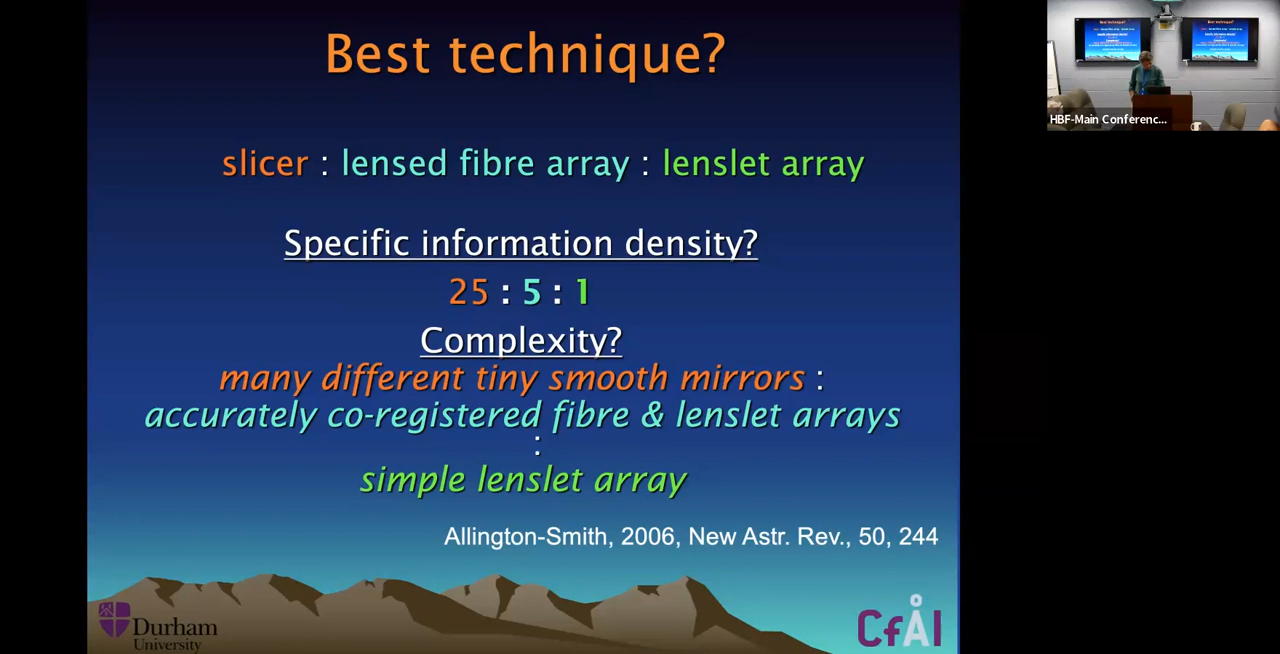 Best technique?
slicer : lensed fibre array : lenslet array
Specific information density?
25 : 5 : 1
Complexity?
many different tiny smooth mirrors :
accurately co-registered fibre & lenslet arrays
:
simple lenslet array
Allington-Smith, 2006, New Astr. Rev., 50, 244
Durham
University
CfÅI
HBF-Main Conferenc...